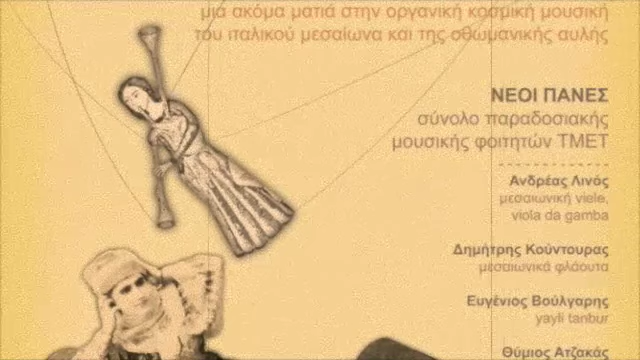 μια ακόμα ματιά στην οργανική κοσμική μουσική
του ιταλικού μεσαίωνα και της οθωμανικής αυλής
ΝΕΟΙ ΠΑΝΕΣ
σύνολο παραδοσιακής
μουσικής φοιτητών ΤΜΕΤ
Ανδρέας Λινός
μεσαιωνική viele,
viola da gamba
Δημήτρης Κούντουρας
μεσαιωνικά φλάουτα
Ευγένιος Βούλγαρης
yayli tanbur
Θύμιος Ατζακάς